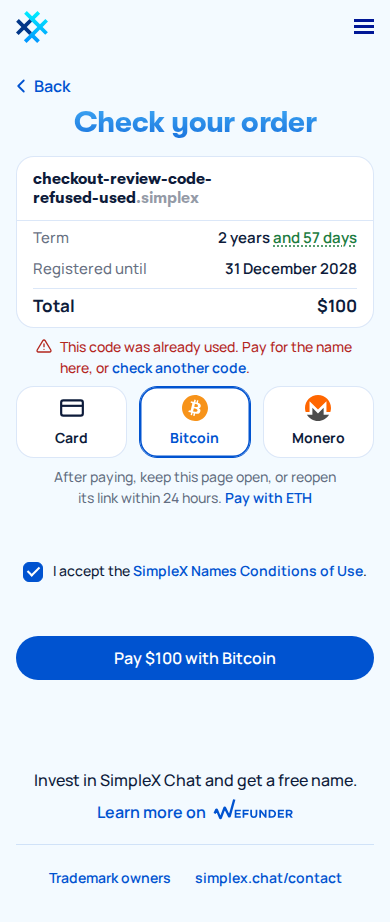 Back
Check your order
checkout-review-code-
refused-used.simplex
Term 2 years and 57 days
Registered until 31 December 2028
Total $100
This code was already used. Pay for the name
here, or check another code.
Card Bitcoin Monero
After paying, keep this page open, or reopen
its link within 24 hours. Pay with ETH
I accept the SimpleX Names Conditions of Use.
Pay $100 with Bitcoin
Invest in SimpleX Chat and get a free name.
Learn more on WEFUNDER
Trademark owners simplex.chat/contact